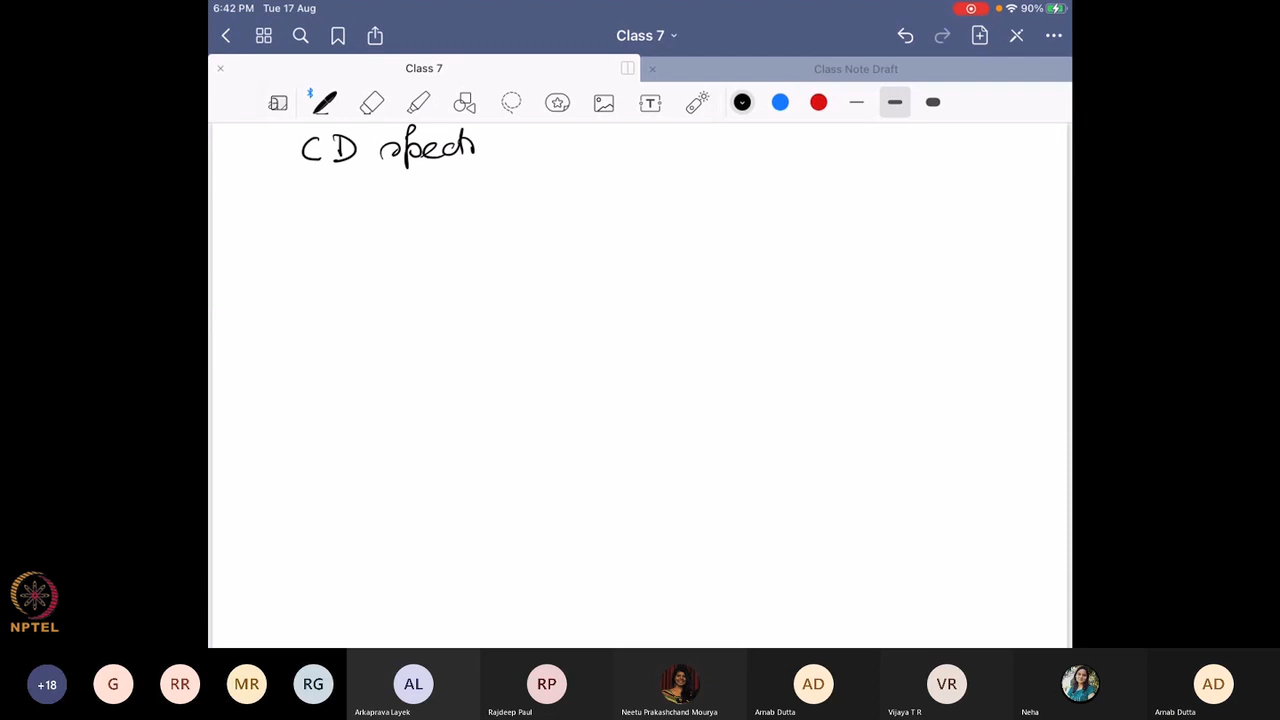 6:42 PM Tue 17 Aug
90%
Class 7
Class 7
Class Note Draft
T
CD spect
NPTEL
+18
G
RR
MR
RG
AL
RP
AD
VR
AD
Arkaprava Layek
Rajdeep Paul
Neetu Prakashchand Mourya
Arnab Dutta
Vijaya T R
Neha
Arnab Dutta